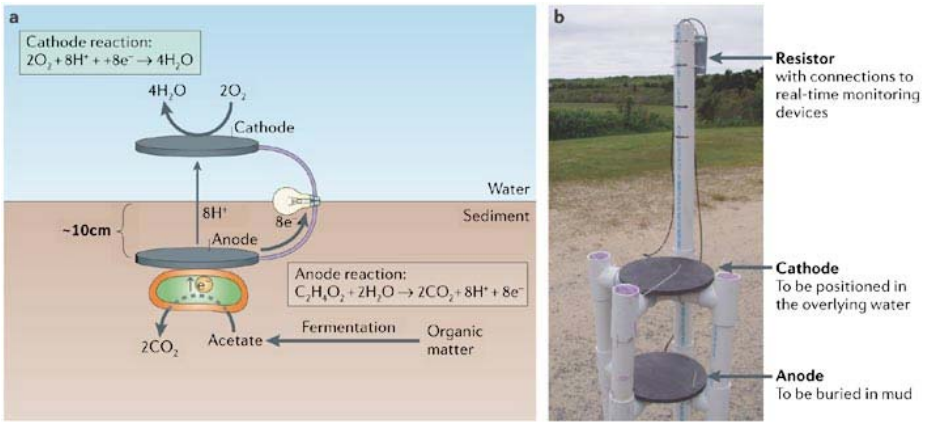 a
Cathode reaction:
2O₂ + 8H⁺ + +8e⁻ → 4H₂O
4H₂O
2O₂
Cathode
Water
Sediment
8H⁺
8e⁻
~10cm
Anode
e⁻
Anode reaction:
C₂H₄O₂ + 2H₂O → 2CO₂ + 8H⁺ + 8e⁻
2CO₂
Acetate
Fermentation
Organic
matter
b
Resistor
with connections to
real-time monitoring
devices
Cathode
To be positioned in
the overlying water
Anode
To be buried in mud